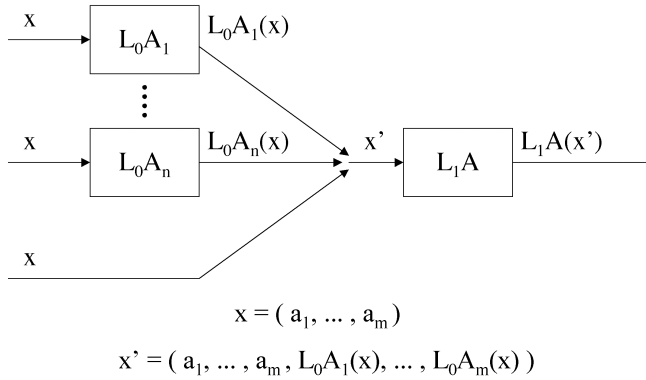 x L₀A₁ L₀A₁(x)
x L₀Aₙ L₀Aₙ(x) x’ L₁A L₁A(x’)
x
x = ( a₁, ... , aₘ )
x’ = ( a₁, ... , aₘ , L₀A₁(x), ... , L₀Aₘ(x) )